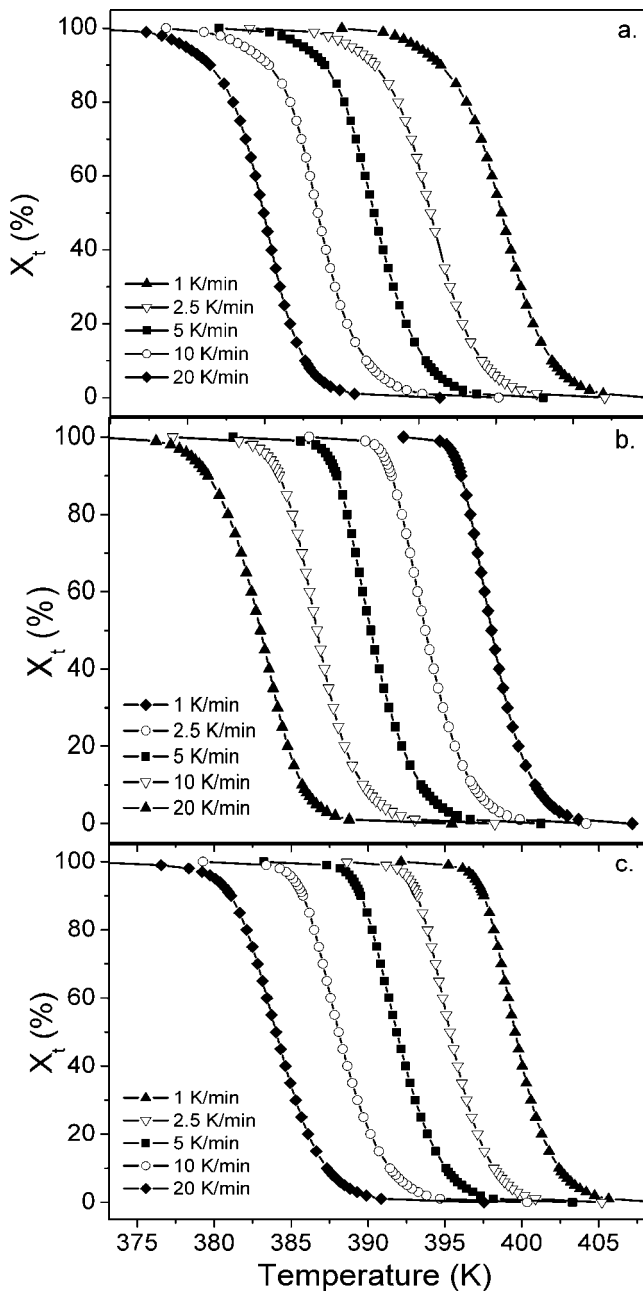 a.
100
80
60
40
20
0
X_t (%)
1 K/min
2.5 K/min
5 K/min
10 K/min
20 K/min
b.
100
80
60
40
20
0
X_t (%)
1 K/min
2.5 K/min
5 K/min
10 K/min
20 K/min
c.
100
80
60
40
20
0
X_t (%)
1 K/min
2.5 K/min
5 K/min
10 K/min
20 K/min
375 380 385 390 395 400 405
Temperature (K)